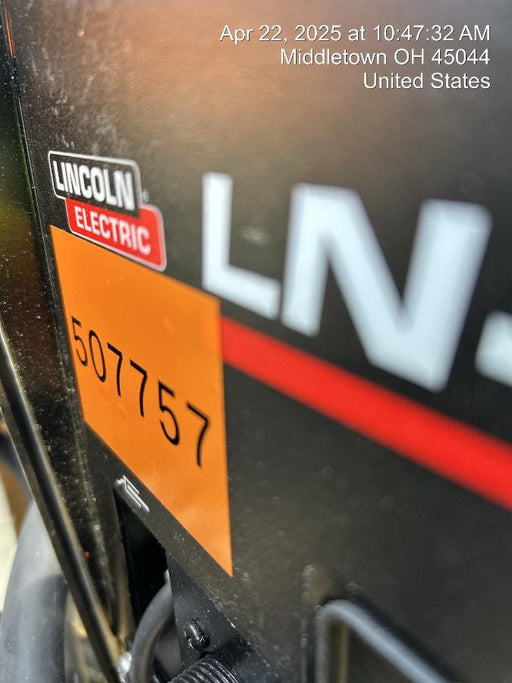 Apr 22, 2025 at 10:47:32 AM
Middletown OH 45044
United States
LINCOLN
ELECTRIC
LN
507757